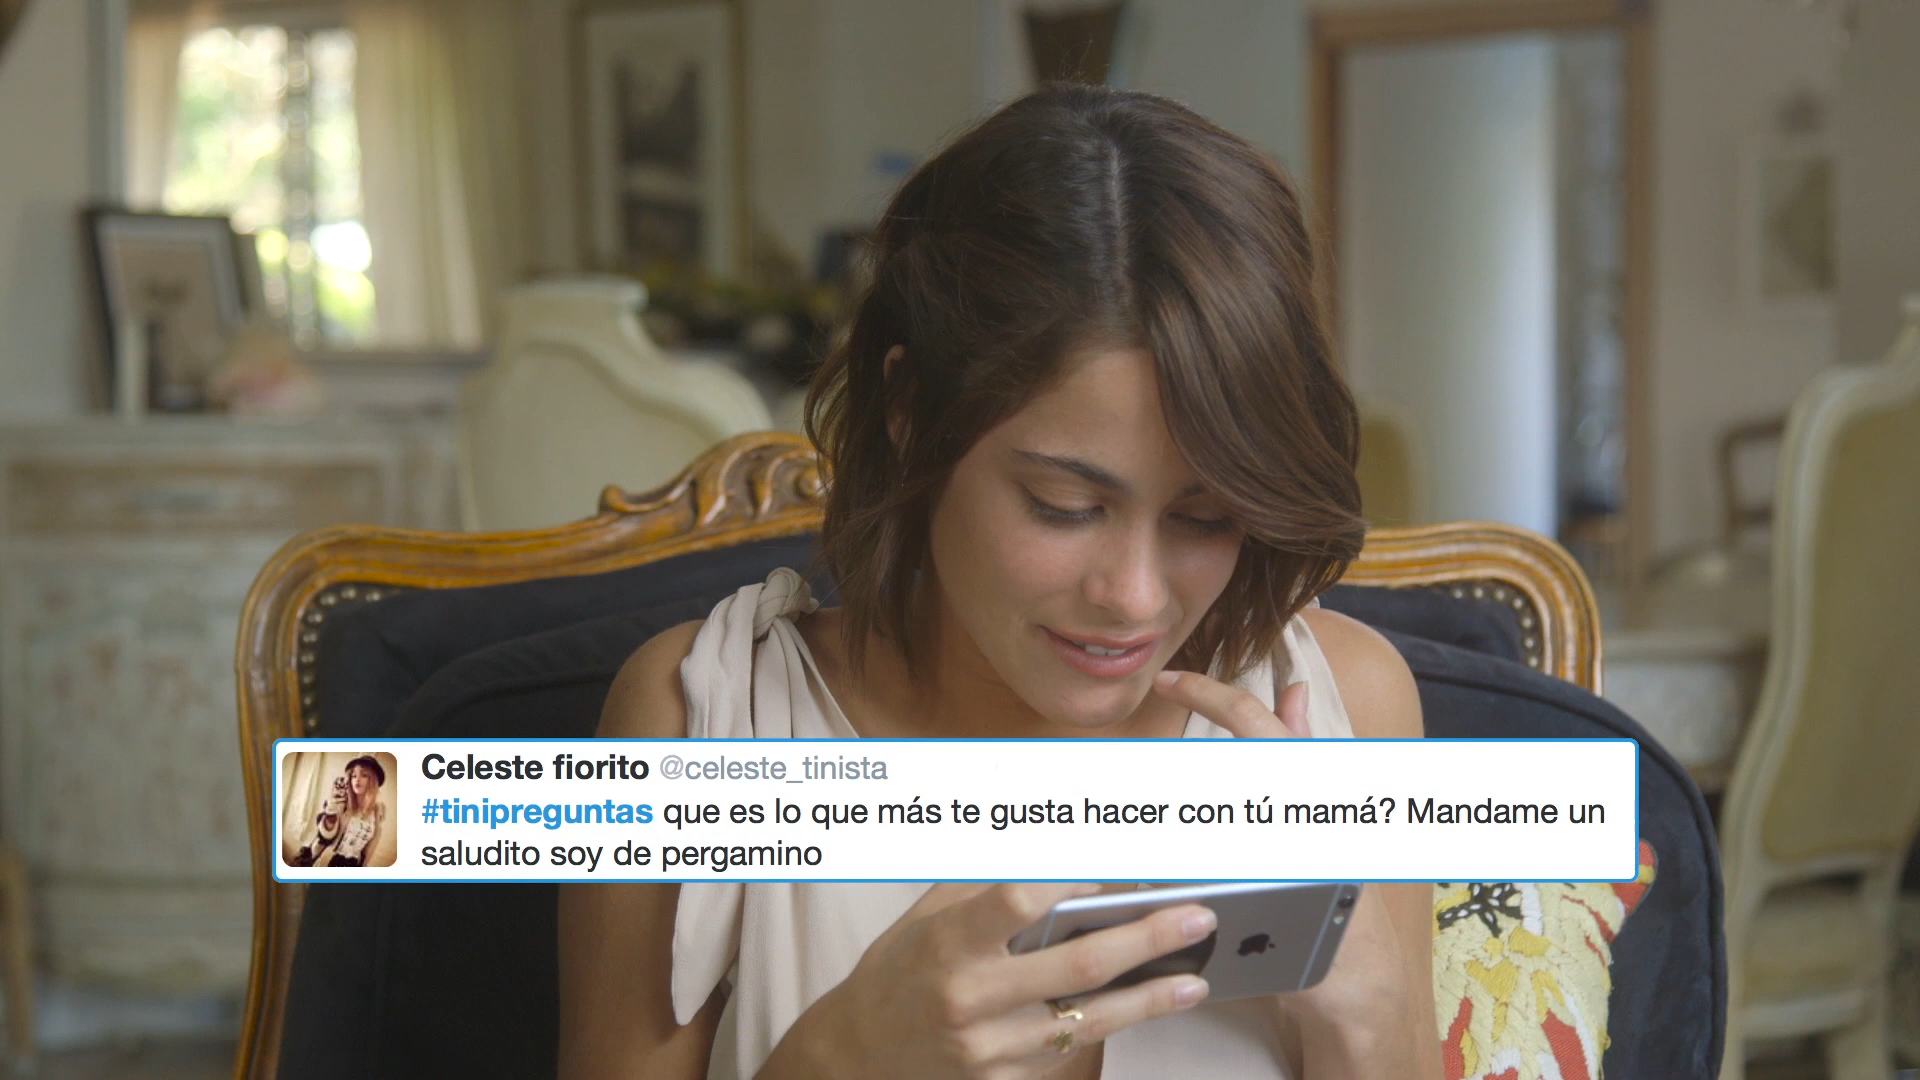 Celeste fiorito @celeste_tinista
#tinipreguntas que es lo que más te gusta hacer con tú mamá? Mandame un
saludito soy de pergamino